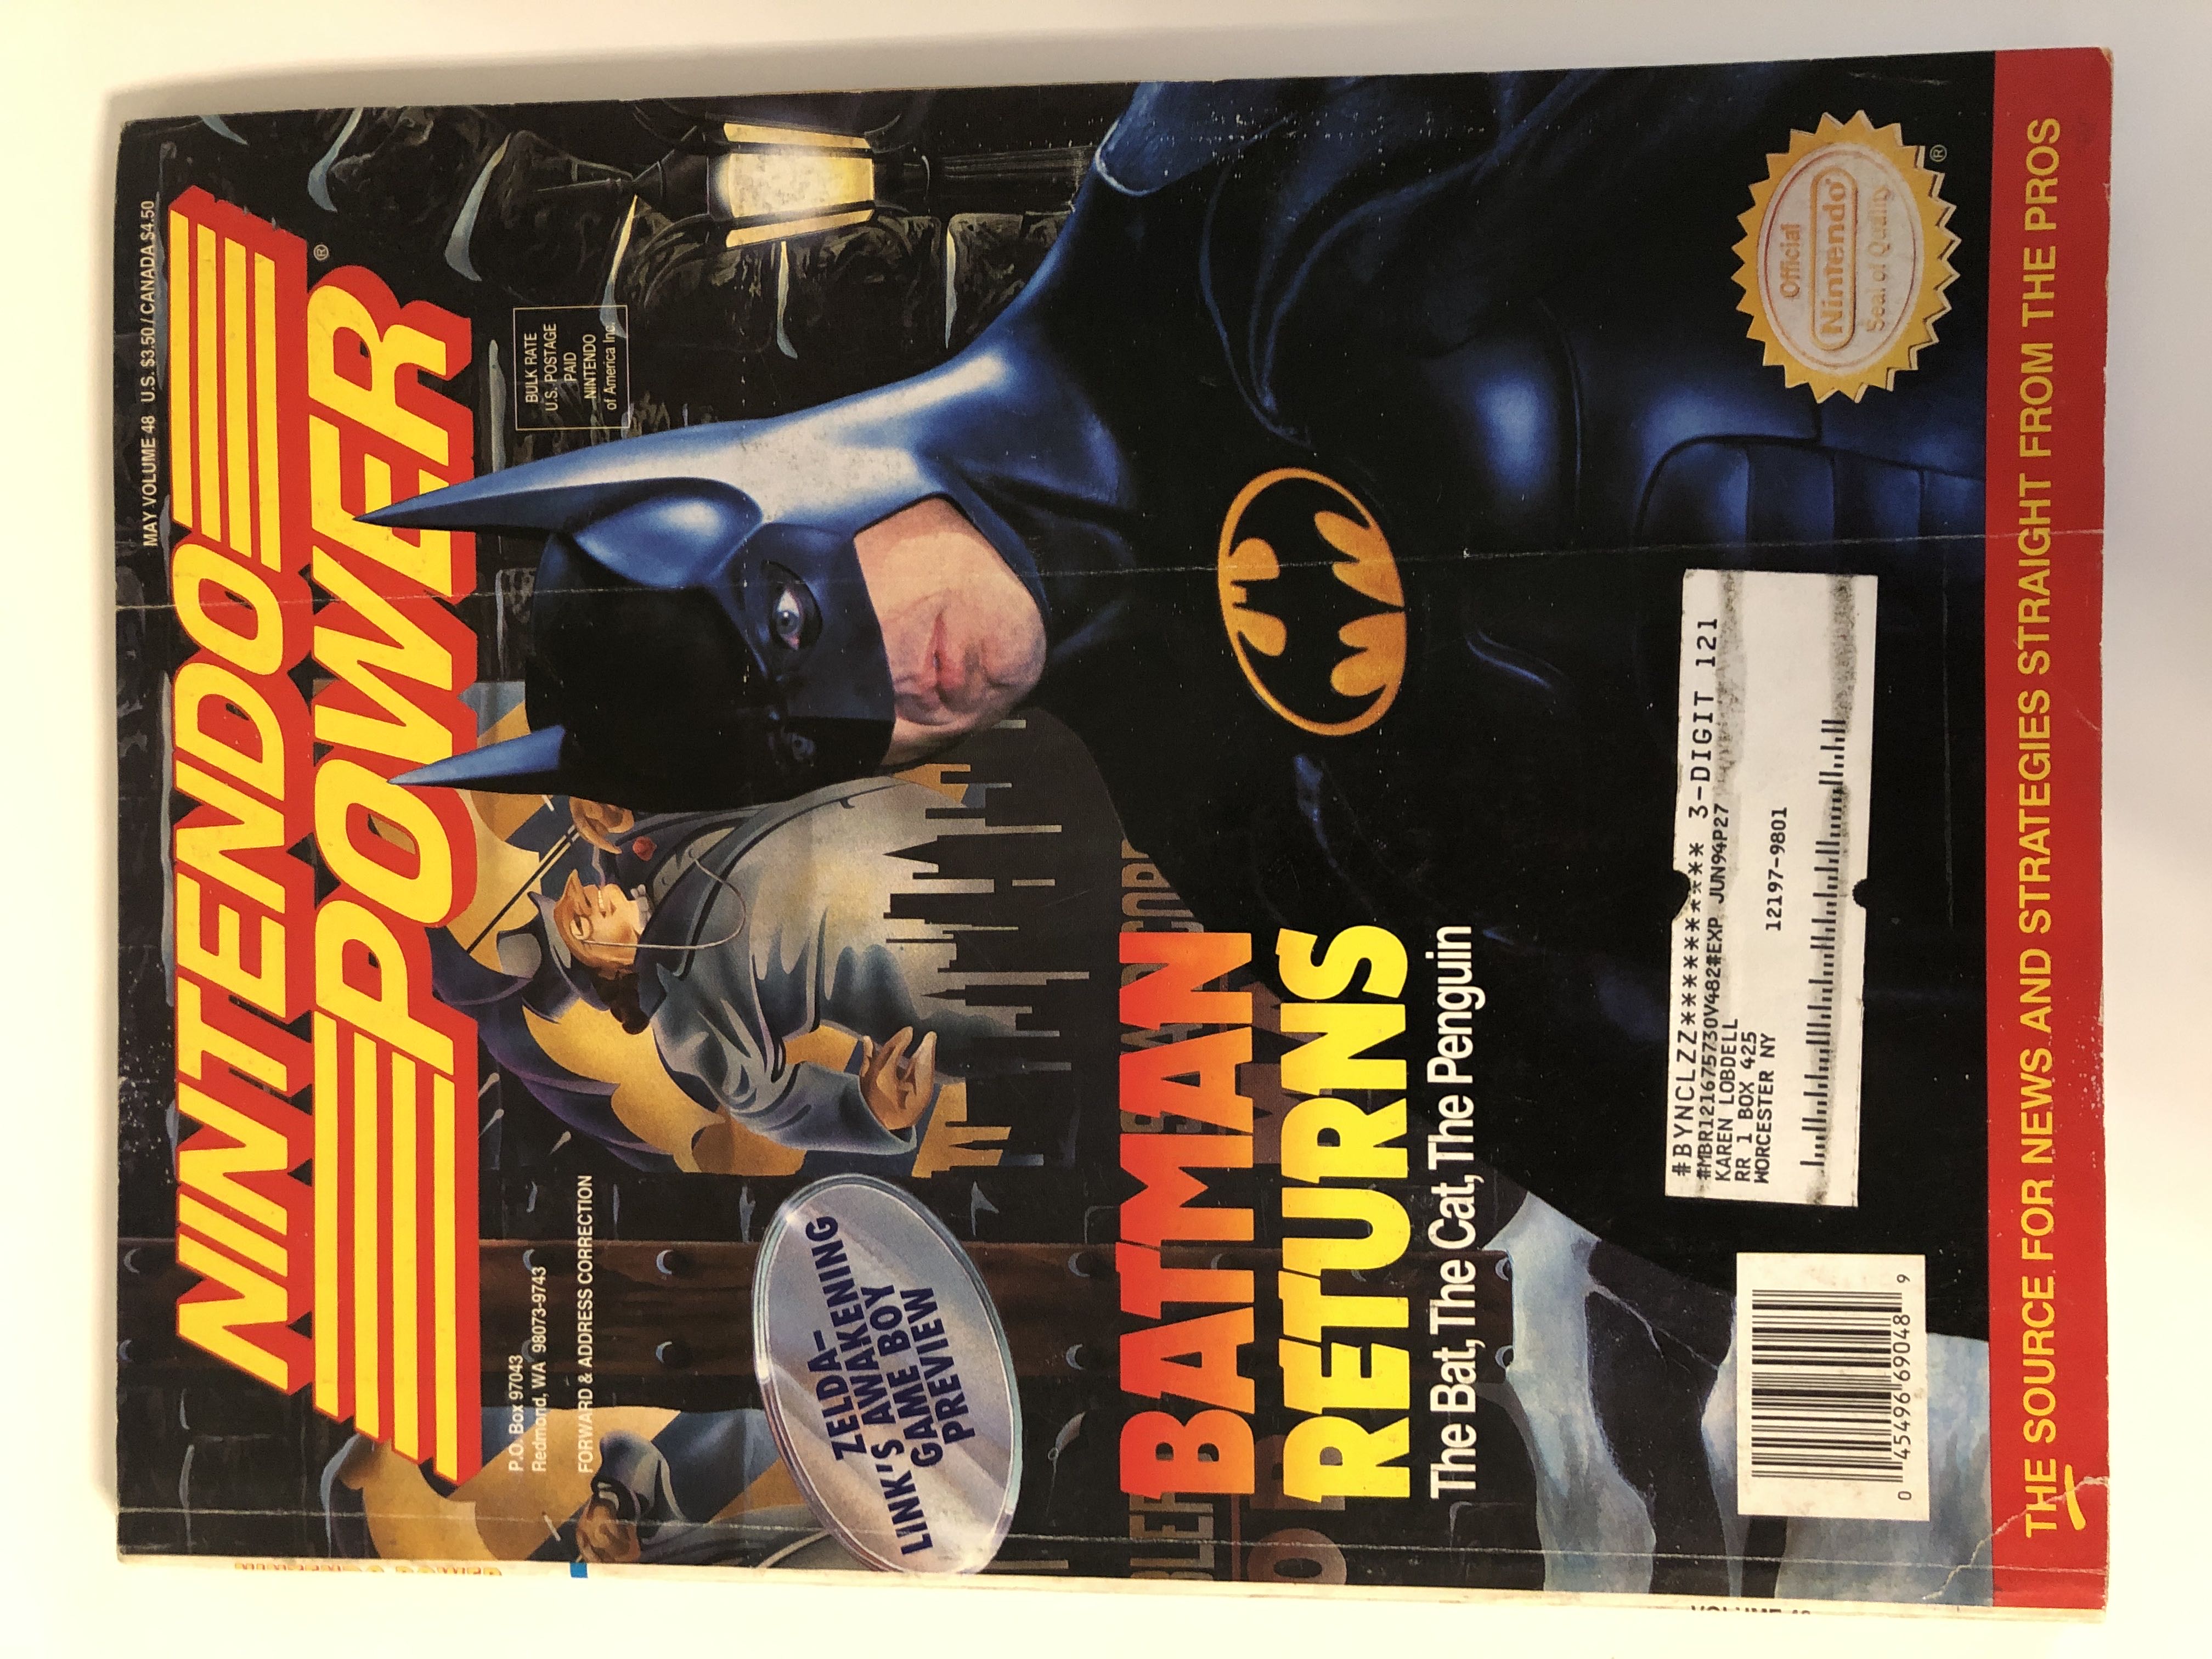 MAY VOLUME 48 U.S. $3.50 / CANADA $4.50
NINTENDO
POWER®
P.O. Box 97043
Redmond, WA 98073-9743
FORWARD & ADDRESS CORRECTION
BULK RATE
U.S. POSTAGE
PAID
NINTENDO
of America Inc.
ZELDA–
LINK'S AWAKENING
GAME BOY
PREVIEW
BATMAN
RETURNS
The Bat, The Cat, The Penguin
#BYNCLZZ**************** 3-DIGIT 121
#MBR121675730V482#EXP JUN94P27
KAREN LOBDELL
RR 1 BOX 425
WORCESTER NY 12197-9801
0 45496 69048 9
Official
Nintendo®
Seal of Quality
®
THE SOURCE FOR NEWS AND STRATEGIES STRAIGHT FROM THE PROS